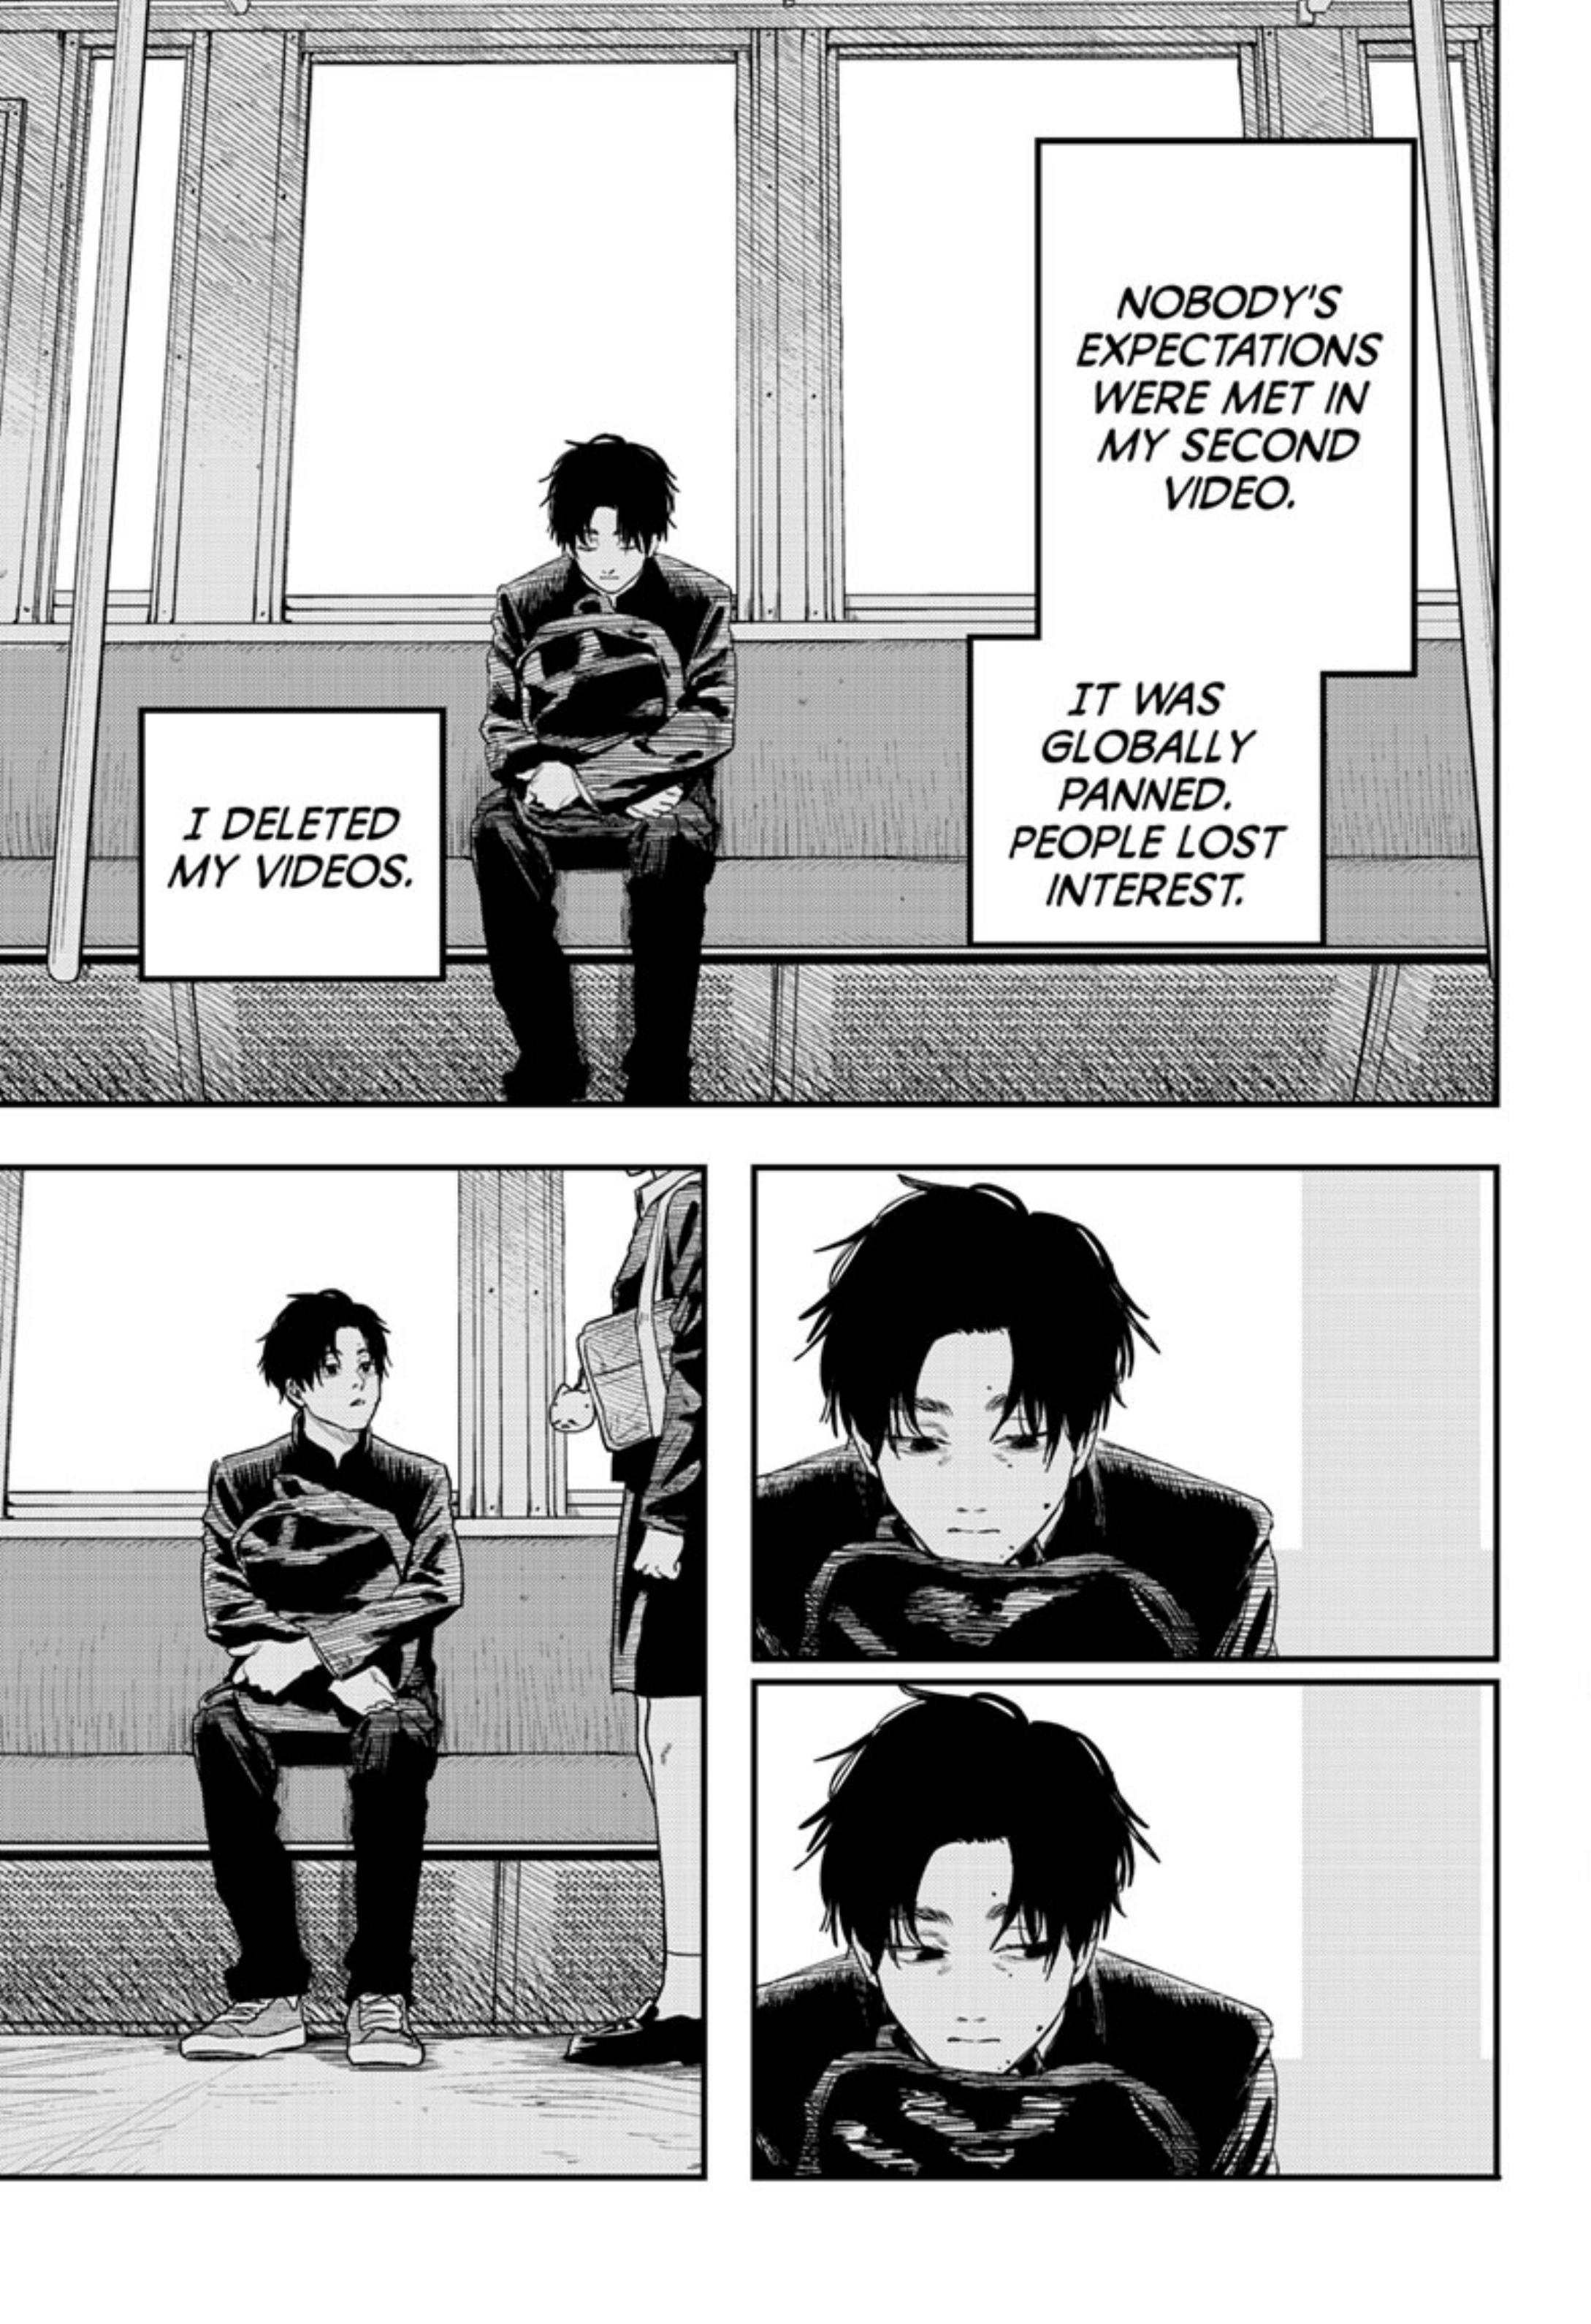 NOBODY'S
EXPECTATIONS
WERE MET IN
MY SECOND
VIDEO.
IT WAS
GLOBALLY
PANNED.
PEOPLE LOST
INTEREST.
I DELETED
MY VIDEOS.